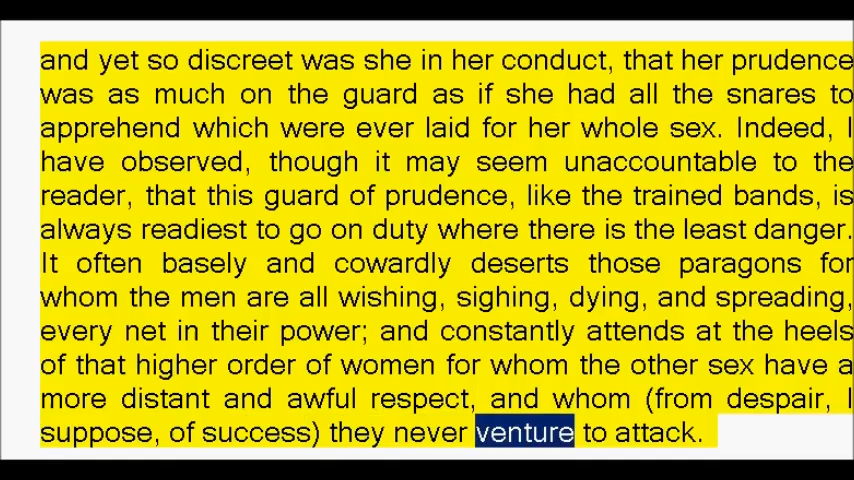 and yet so discreet was she in her conduct, that her prudence
was as much on the guard as if she had all the snares to
apprehend which were ever laid for her whole sex. Indeed, I
have observed, though it may seem unaccountable to the
reader, that this guard of prudence, like the trained bands, is
always readiest to go on duty where there is the least danger.
It often basely and cowardly deserts those paragons for
whom the men are all wishing, sighing, dying, and spreading,
every net in their power; and constantly attends at the heels
of that higher order of women for whom the other sex have a
more distant and awful respect, and whom (from despair, I
suppose, of success) they never venture to attack.